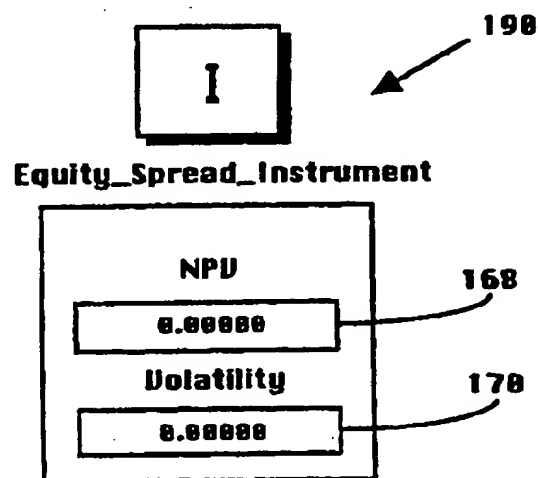 190
I
Equity_Spread_Instrument
NPV
0.00000
168
Volatility
0.00000
170